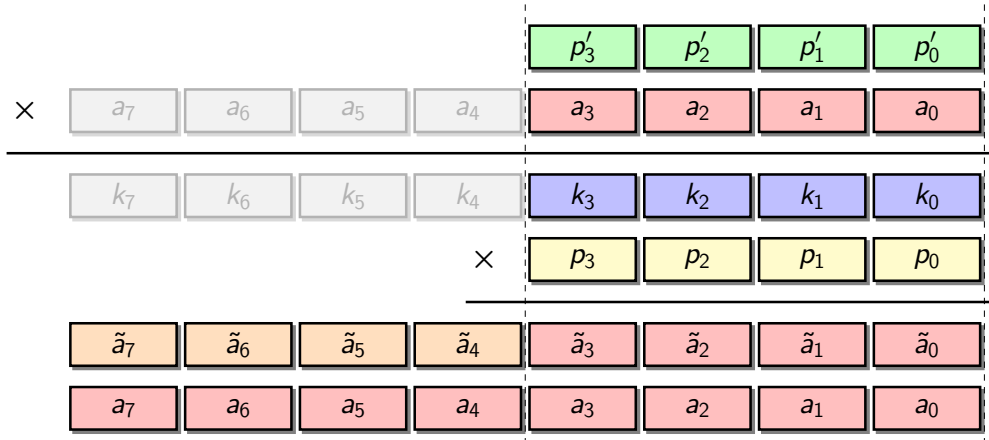 p′₃ p′₂ p′₁ p′₀
× a₇ a₆ a₅ a₄ a₃ a₂ a₁ a₀
k₇ k₆ k₅ k₄ k₃ k₂ k₁ k₀
× p₃ p₂ p₁ p₀
ã₇ ã₆ ã₅ ã₄ ã₃ ã₂ ã₁ ã₀
a₇ a₆ a₅ a₄ a₃ a₂ a₁ a₀